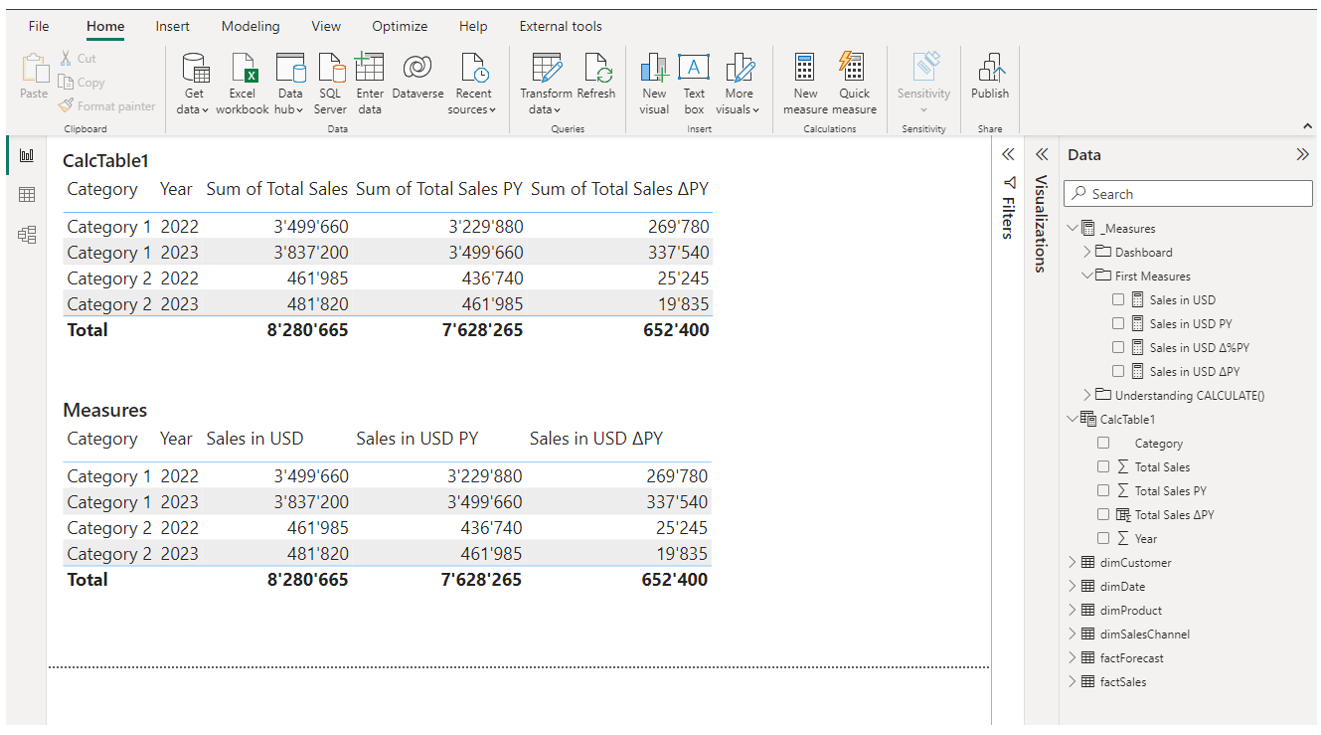 File Home Insert Modeling View Optimize Help External tools
Paste
Cut
Copy
Format painter
Get data
Excel workbook
Data hub
SQL Server
Enter data
Dataverse
Recent sources
Transform data
Refresh
New visual
Text box
More visuals
New measure
Quick measure
Sensitivity
Publish
Clipboard Data Queries Insert Calculations Sensitivity Share
CalcTable1
Category Year Sum of Total Sales Sum of Total Sales PY Sum of Total Sales ΔPY
Category 1 2022 3'499'660 3'229'880 269'780
Category 1 2023 3'837'200 3'499'660 337'540
Category 2 2022 461'985 436'740 25'245
Category 2 2023 481'820 461'985 19'835
Total 8'280'665 7'628'265 652'400
Measures
Category Year Sales in USD Sales in USD PY Sales in USD ΔPY
Category 1 2022 3'499'660 3'229'880 269'780
Category 1 2023 3'837'200 3'499'660 337'540
Category 2 2022 461'985 436'740 25'245
Category 2 2023 481'820 461'985 19'835
Total 8'280'665 7'628'265 652'400
Filters
Visualizations
Data
Search
_Measures
Dashboard
First Measures
Sales in USD
Sales in USD PY
Sales in USD Δ%PY
Sales in USD ΔPY
Understanding CALCULATE()
CalcTable1
Category
Total Sales
Total Sales PY
Total Sales ΔPY
Year
dimCustomer
dimDate
dimProduct
dimSalesChannel
factForecast
factSales